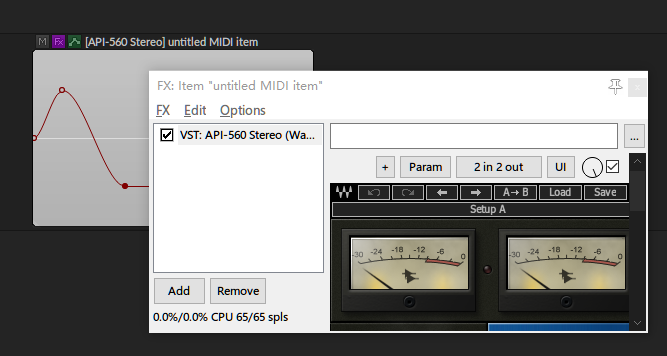 M Fx [API-560 Stereo] untitled MIDI item
FX: Item "untitled MIDI item"
FX Edit Options
VST: API-560 Stereo (Wa...
...
+ Param 2 in 2 out UI
A→B Load Save
Setup A
-30 -24 -18 -12 -6 0 -30 -24 -18 -12 -6 0
Add Remove
0.0%/0.0% CPU 65/65 spls